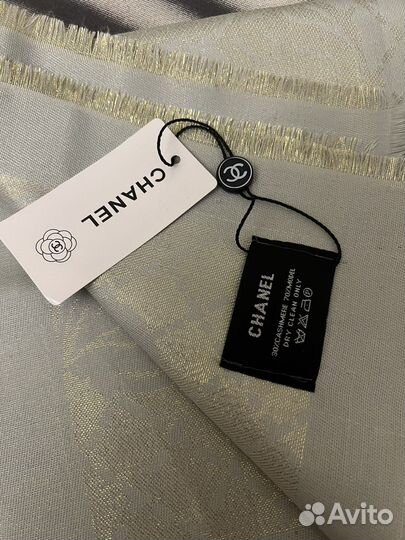 CHANEL
CHANEL
30%CASHMERE 70%MODEL
DRY CLEAN ONLY
Avito